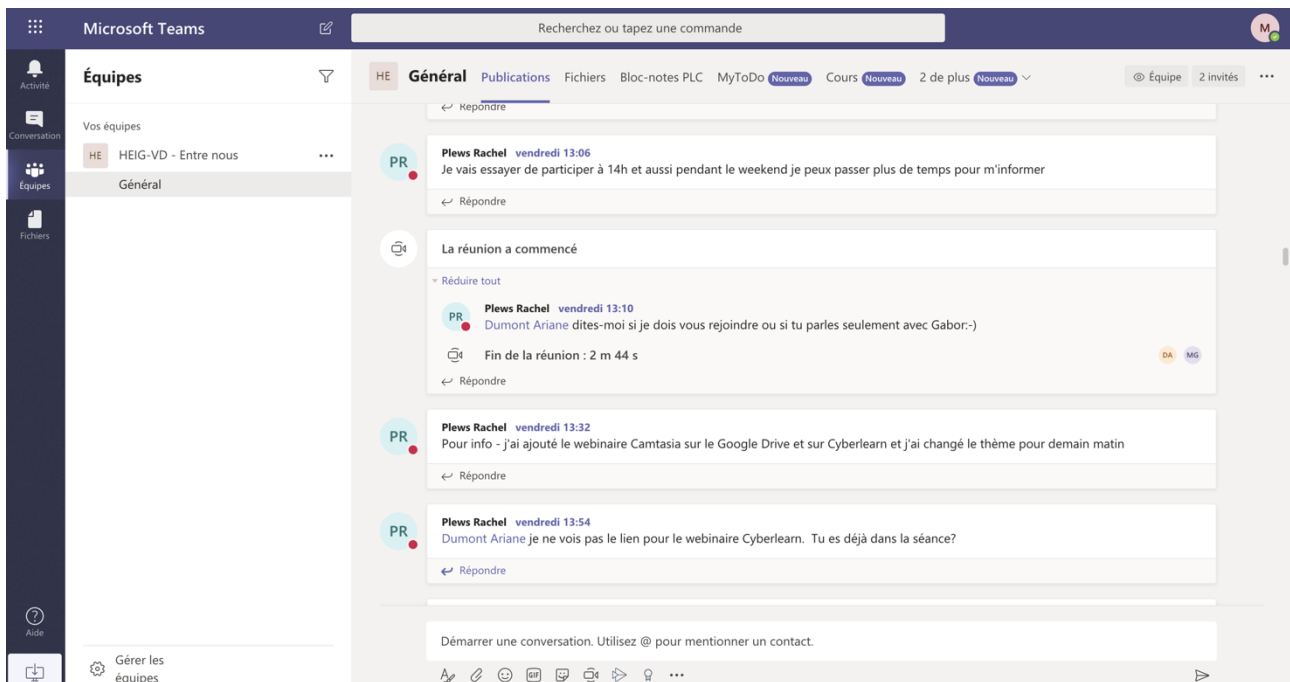 Microsoft Teams
Recherchez ou tapez une commande
M
Activité
Conversation
Équipes
Fichiers
Aide
Équipes
Vos équipes
HE HEIG-VD - Entre nous
Général
Gérer les
équipes
HE Général Publications Fichiers Bloc-notes PLC MyToDo Nouveau Cours Nouveau 2 de plus Nouveau
Équipe 2 invités
Répondre
PR
Plews Rachel vendredi 13:06
Je vais essayer de participer à 14h et aussi pendant le weekend je peux passer plus de temps pour m'informer
Répondre
La réunion a commencé
Réduire tout
PR
Plews Rachel vendredi 13:10
Dumont Ariane dites-moi si je dois vous rejoindre ou si tu parles seulement avec Gabor:-)
Fin de la réunion : 2 m 44 s
DA MG
Répondre
PR
Plews Rachel vendredi 13:32
Pour info - j'ai ajouté le webinaire Camtasia sur le Google Drive et sur Cyberlearn et j'ai changé le thème pour demain matin
Répondre
PR
Plews Rachel vendredi 13:54
Dumont Ariane je ne vois pas le lien pour le webinaire Cyberlearn. Tu es déjà dans la séance?
Répondre
Démarrer une conversation. Utilisez @ pour mentionner un contact.
GIF